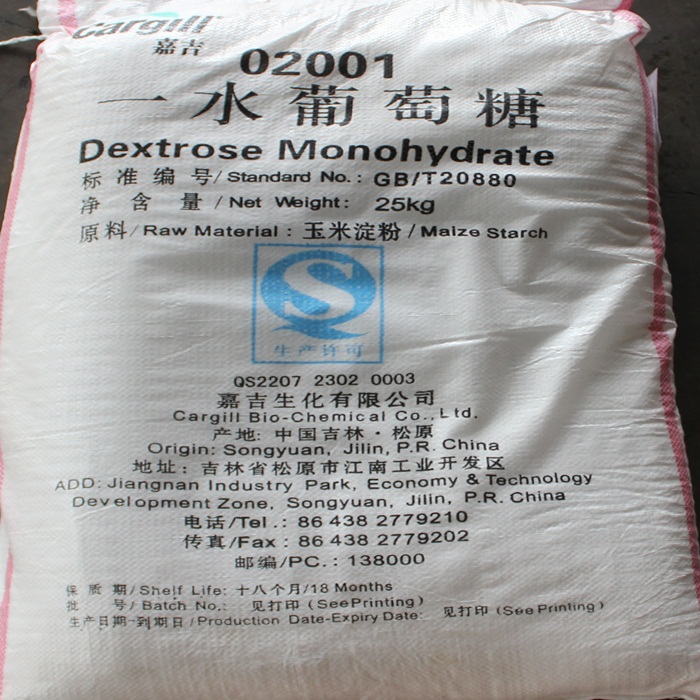 Cargill
嘉吉
02001
一水葡萄糖
Dextrose Monohydrate
标准编号/Standard No.: GB/T20880
净含量/Net Weight: 25kg
原料/Raw Material: 玉米淀粉/Maize Starch
生产许可
QS2207 2302 0003
嘉吉生化有限公司
Cargill Bio-Chemical Co., Ltd.
产地: 中国吉林·松原
Origin: Songyuan, Jilin, P.R. China
地址: 吉林省松原市江南工业开发区
ADD: Jiangnan Industry Park, Economy & Technology
Development Zone, Songyuan, Jilin, P.R. China
电话/Tel.: 86 438 2779210
传真/Fax: 86 438 2779202
邮编/PC.: 138000
保质期/Shelf Life: 十八个月/18 Months
批号/Batch No.: 见打印 (See Printing)
生产日期-到期日/Production Date-Expiry Date: 见打印 (See Printing)